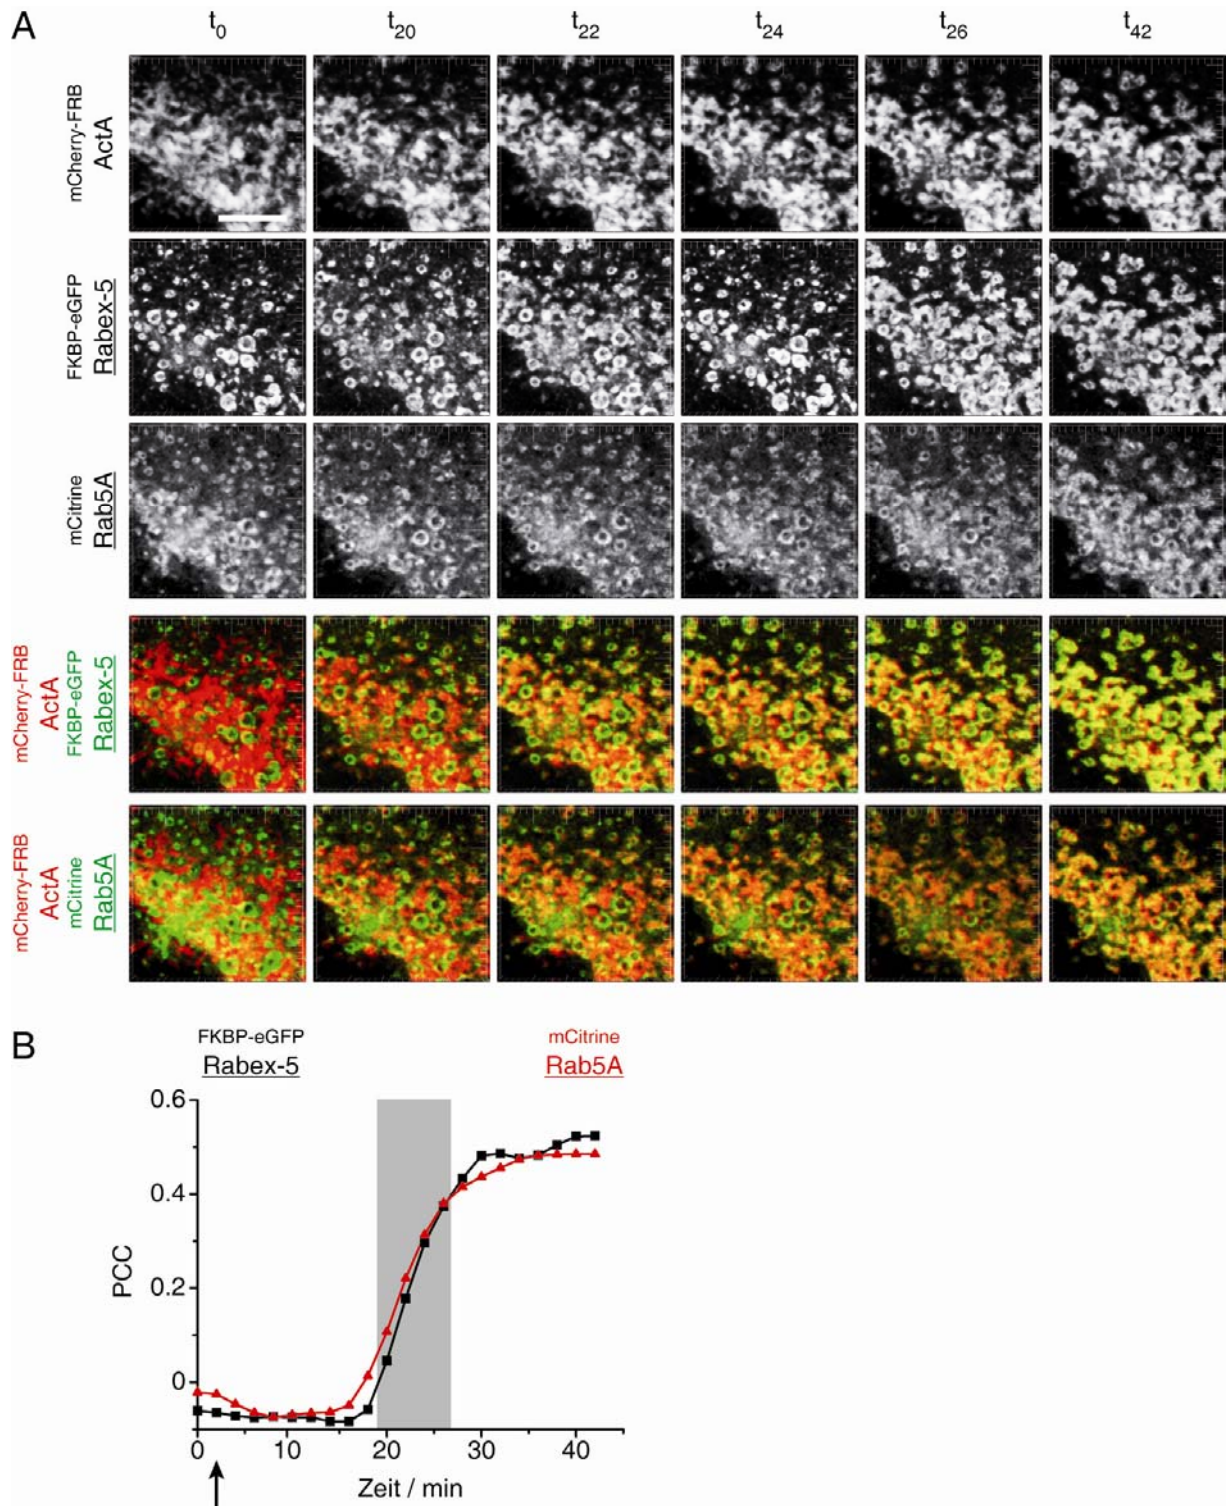 A
t0 t20 t22 t24 t26 t42
mCherry-FRB
ActA
FKBP-eGFP
Rabex-5
mCitrine
Rab5A
mCherry-FRB
ActA
FKBP-eGFP
Rabex-5
mCherry-FRB
ActA
mCitrine
Rab5A
B
FKBP-eGFP
Rabex-5
mCitrine
Rab5A
0.6
0.4
0.2
0
PCC
0 10 20 30 40
Zeit / min